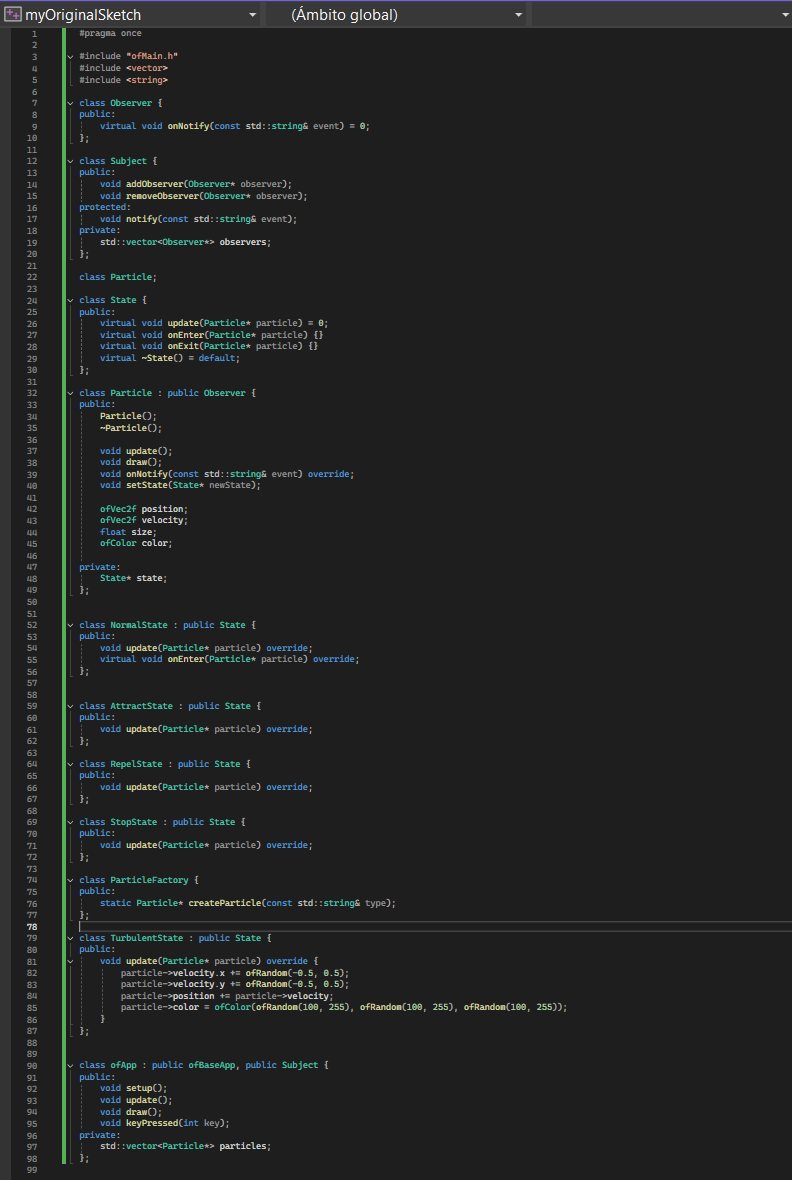 myOriginalSketch (Ámbito global)
1 #pragma once
2
3 #include "ofMain.h"
4 #include <vector>
5 #include <string>
6
7 class Observer {
8 public:
9     virtual void onNotify(const std::string& event) = 0;
10 };
11
12 class Subject {
13 public:
14     void addObserver(Observer* observer);
15     void removeObserver(Observer* observer);
16 protected:
17     void notify(const std::string& event);
18 private:
19     std::vector<Observer*> observers;
20 };
21
22 class Particle;
23
24 class State {
25 public:
26     virtual void update(Particle* particle) = 0;
27     virtual void onEnter(Particle* particle) {}
28     virtual void onExit(Particle* particle) {}
29     virtual ~State() = default;
30 };
31
32 class Particle : public Observer {
33 public:
34     Particle();
35     ~Particle();
36
37     void update();
38     void draw();
39     void onNotify(const std::string& event) override;
40     void setState(State* newState);
41
42     ofVec2f position;
43     ofVec2f velocity;
44     float size;
45     ofColor color;
46
47 private:
48     State* state;
49 };
50
51
52 class NormalState : public State {
53 public:
54     void update(Particle* particle) override;
55     virtual void onEnter(Particle* particle) override;
56 };
57
58
59 class AttractState : public State {
60 public:
61     void update(Particle* particle) override;
62 };
63
64 class RepelState : public State {
65 public:
66     void update(Particle* particle) override;
67 };
68
69 class StopState : public State {
70 public:
71     void update(Particle* particle) override;
72 };
73
74 class ParticleFactory {
75 public:
76     static Particle* createParticle(const std::string& type);
77 };
78
79 class TurbulentState : public State {
80 public:
81     void update(Particle* particle) override {
82         particle->velocity.x += ofRandom(-0.5, 0.5);
83         particle->velocity.y += ofRandom(-0.5, 0.5);
84         particle->position += particle->velocity;
85         particle->color = ofColor(ofRandom(100, 255), ofRandom(100, 255), ofRandom(100, 255));
86     }
87 };
88
89
90 class ofApp : public ofBaseApp, public Subject {
91 public:
92     void setup();
93     void update();
94     void draw();
95     void keyPressed(int key);
96 private:
97     std::vector<Particle*> particles;
98 };
99